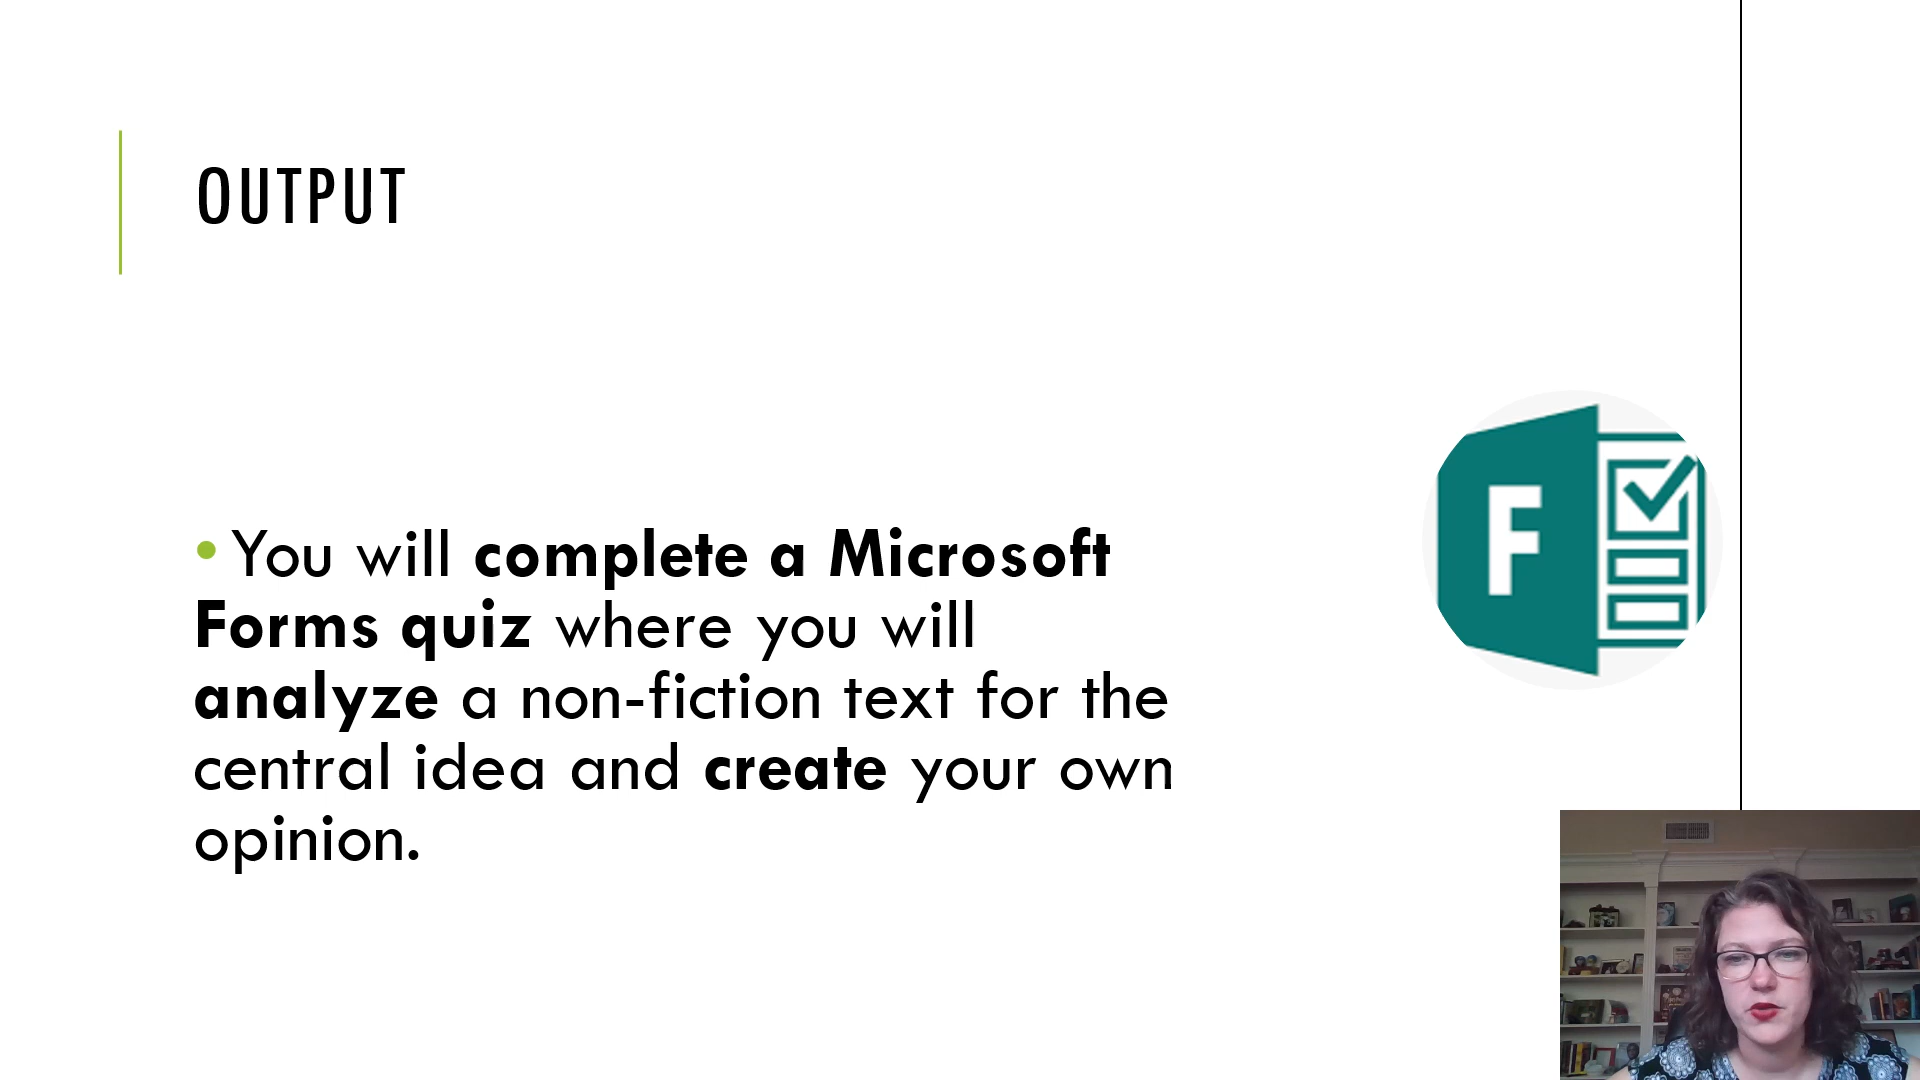 OUTPUT
• You will complete a Microsoft
Forms quiz where you will
analyze a non-fiction text for the
central idea and create your own
opinion.
F